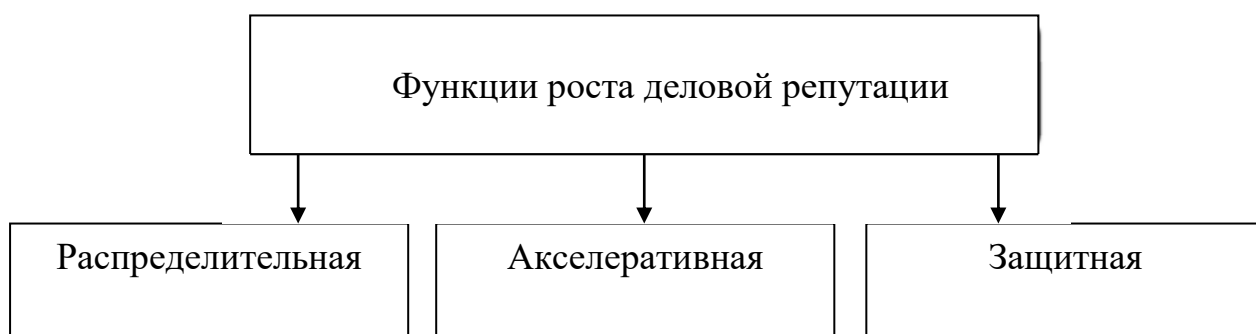 Функции роста деловой репутации
Распределительная
Акселеративная
Защитная